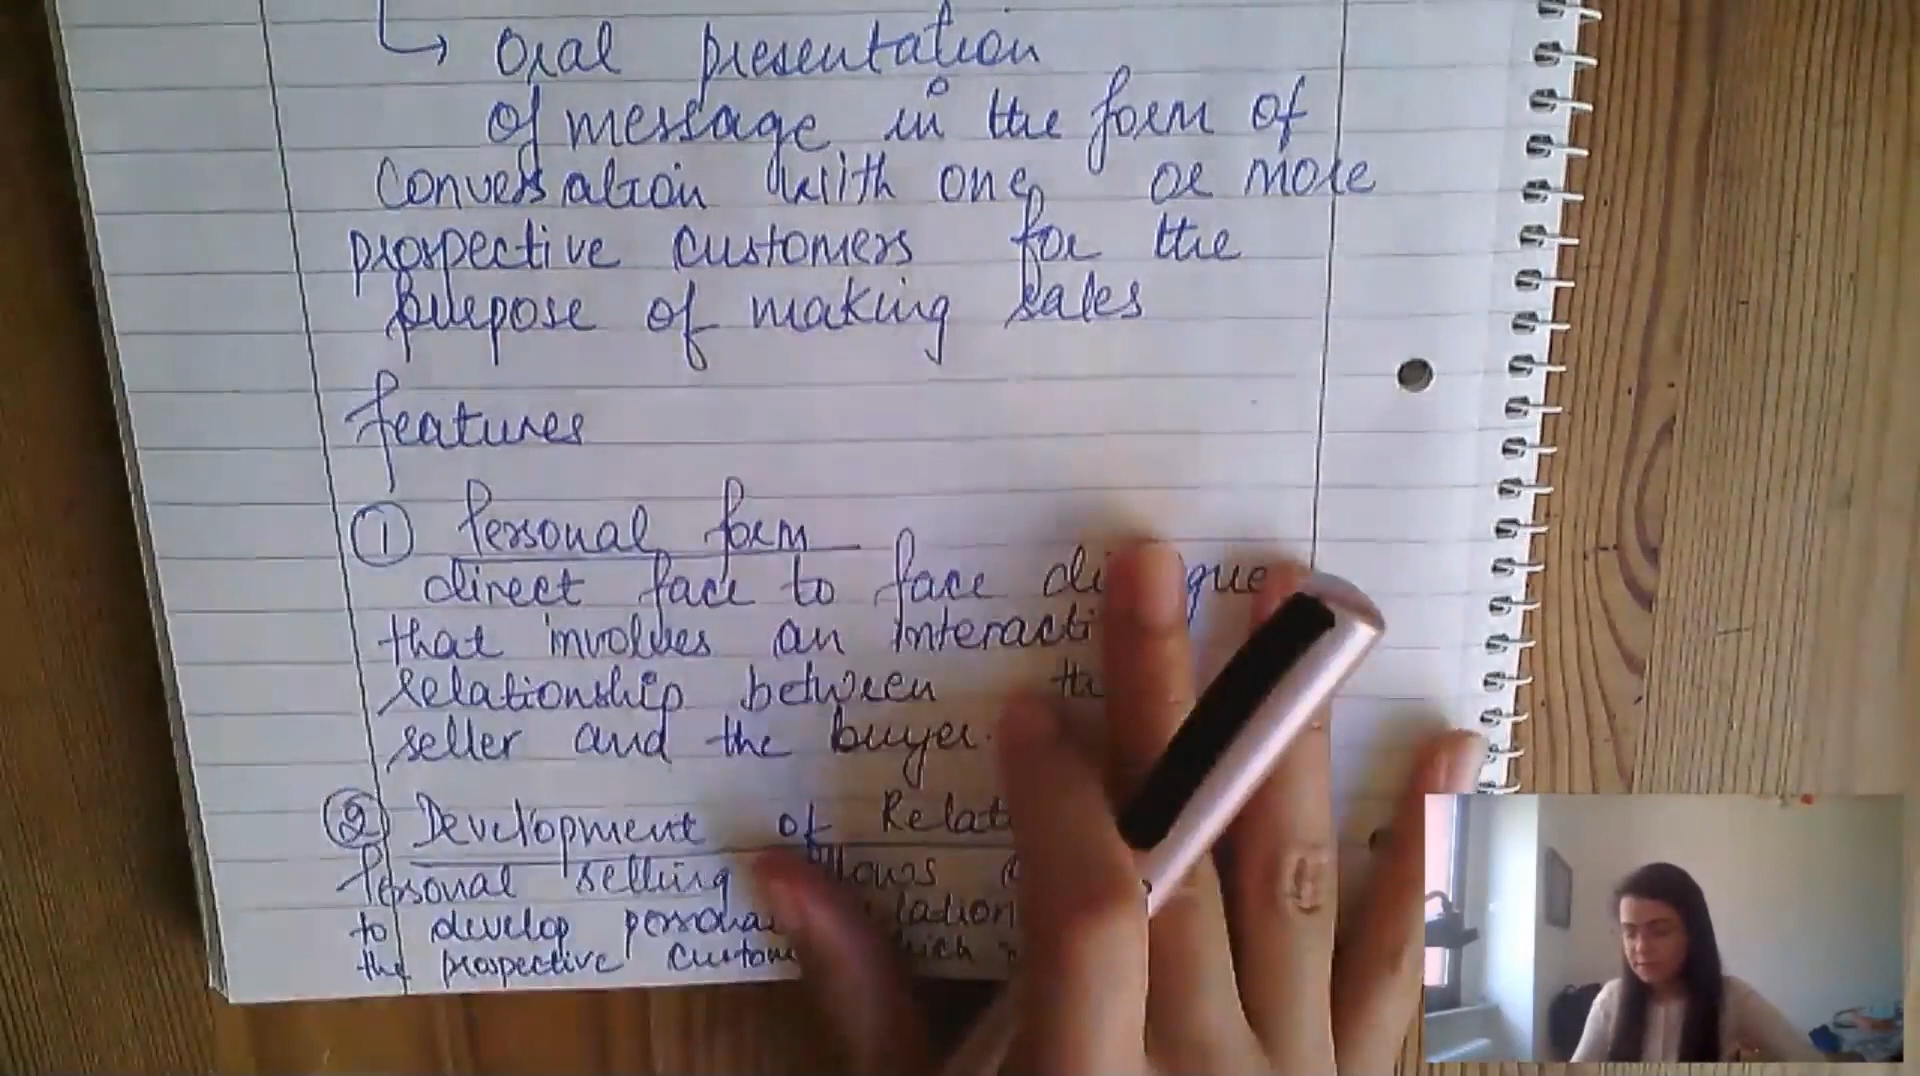 Oral presentation
of message in the form of
conversation with one or more
prospective customers for the
purpose of making sales
features
① Personal form
direct face to face
that involves an
relationship between
seller and the buyer.
② Development of
Personal selling
to develop
the prospective